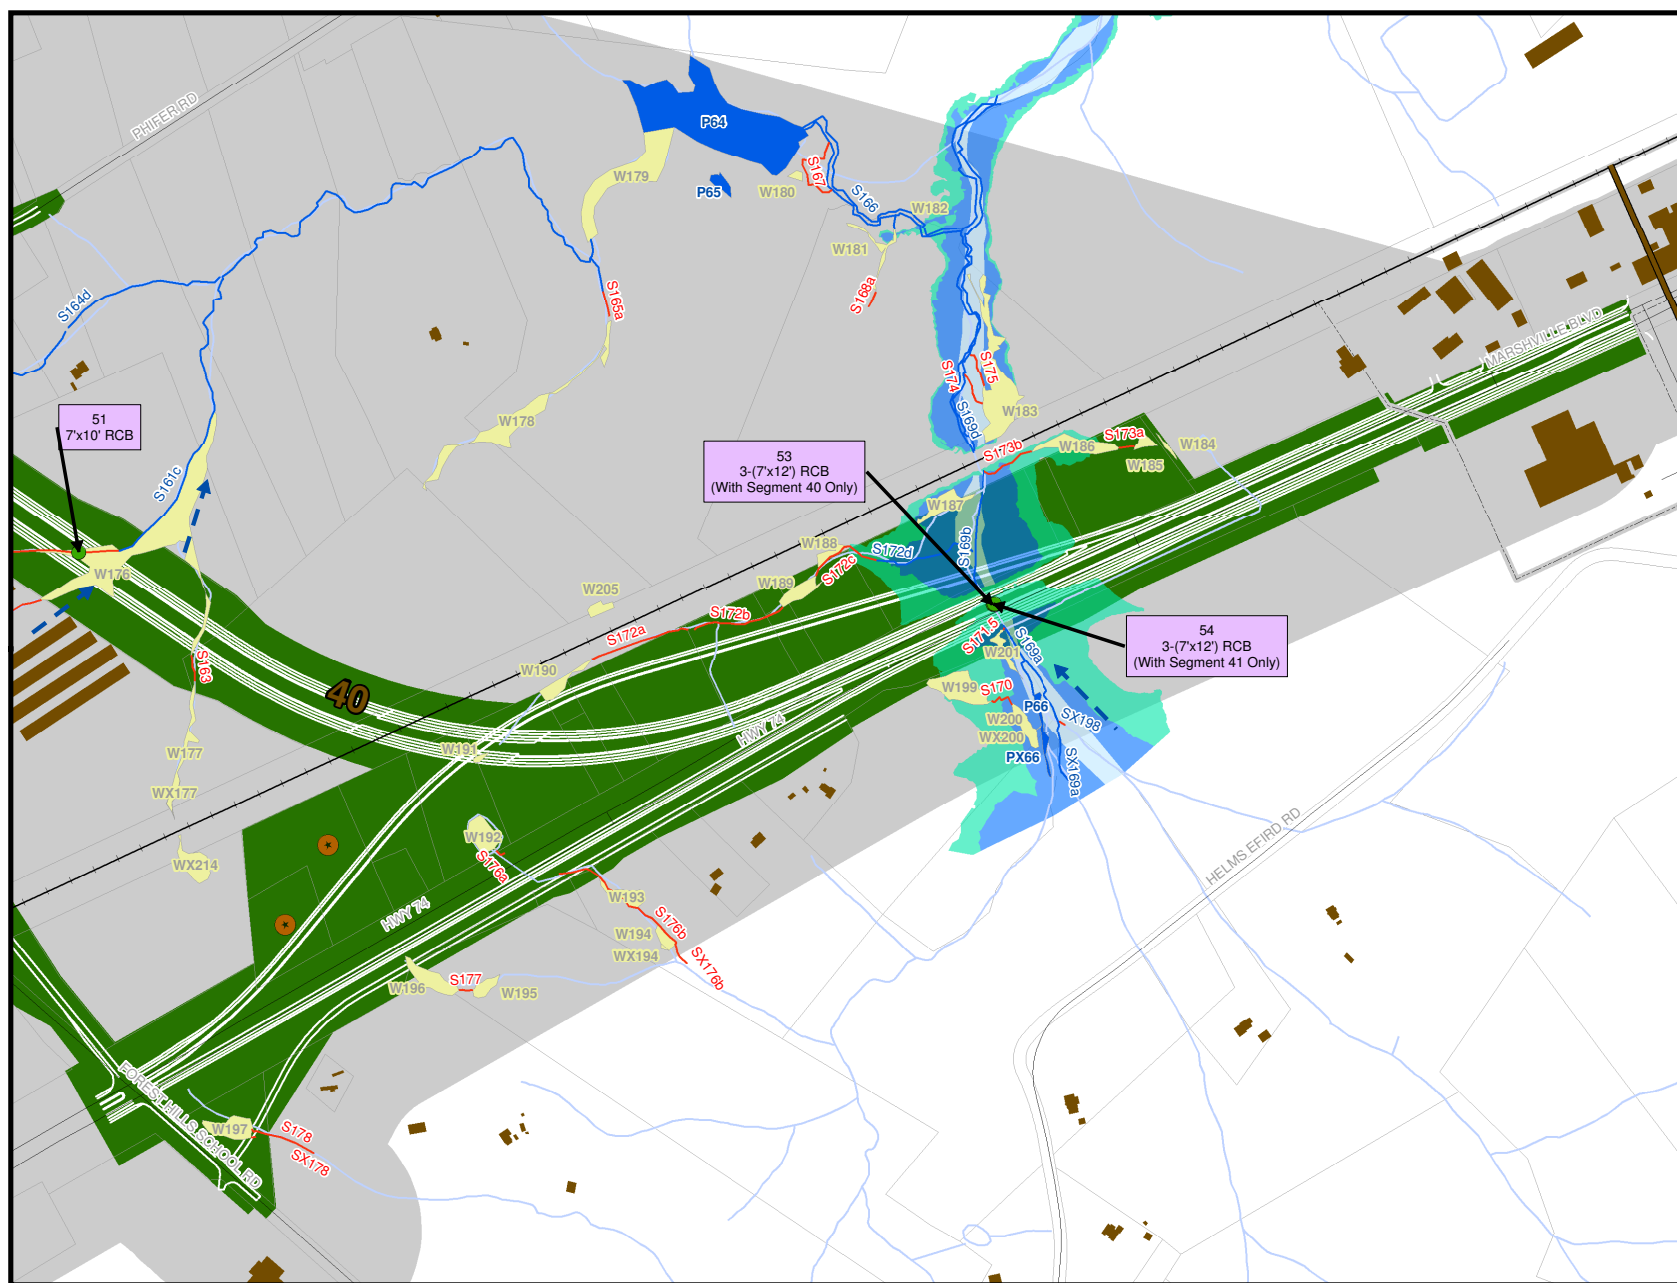 PHIFER RD
P64
S167
W179
P65
W180
S166
W182
W181
S164d
S165a
S168a
MARSHVILLE BLVD
S174
S175
51
7'x10' RCB
W178
S169d
W183
S173b
S173a
W186
W184
W185
53
3-(7'x12') RCB
(With Segment 40 Only)
S161c
W187
S169b
W188
S172d
W176
S172c
W189
W205
S172b
S172a
S171.5
S169a
54
3-(7'x12') RCB
(With Segment 41 Only)
W201
S163
W190
40
W199
S170
P66
W200
SX198
WX200
HWY 74
W191
W177
PX66
SX169a
WX177
W192
HELMS EFIRD RD
WX214
S176a
W193
HWY 74
S176b
W194
WX194
SX176b
S177
W196
W195
FOREST HILLS SCHOOL RD
W197
S178
SX178